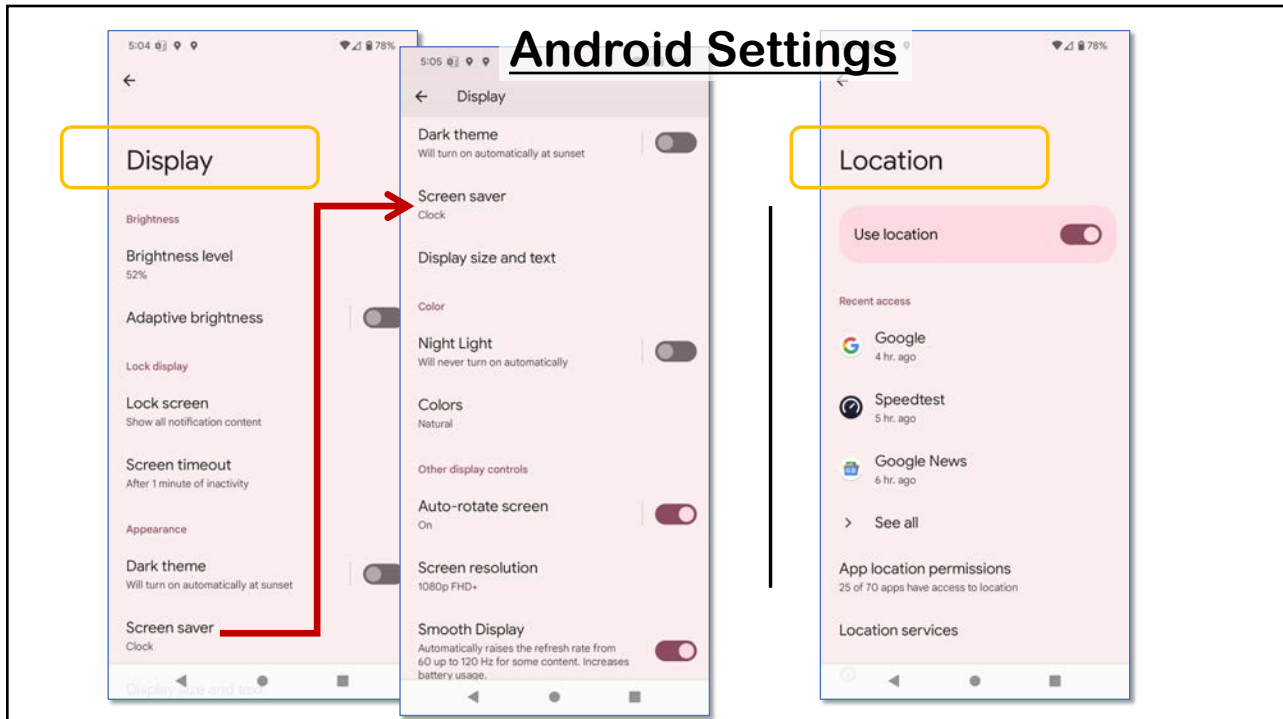 Android Settings
5:04
78%
Display
Brightness
Brightness level
52%
Adaptive brightness
Lock display
Lock screen
Show all notification content
Screen timeout
After 1 minute of inactivity
Appearance
Dark theme
Will turn on automatically at sunset
Screen saver
Clock
Display size and text
5:05
Display
Dark theme
Will turn on automatically at sunset
Screen saver
Clock
Display size and text
Color
Night Light
Will never turn on automatically
Colors
Natural
Other display controls
Auto-rotate screen
On
Screen resolution
1080p FHD+
Smooth Display
Automatically raises the refresh rate from
60 up to 120 Hz for some content. Increases
battery usage.
78%
Location
Use location
Recent access
Google
4 hr. ago
Speedtest
5 hr. ago
Google News
6 hr. ago
See all
App location permissions
25 of 70 apps have access to location
Location services